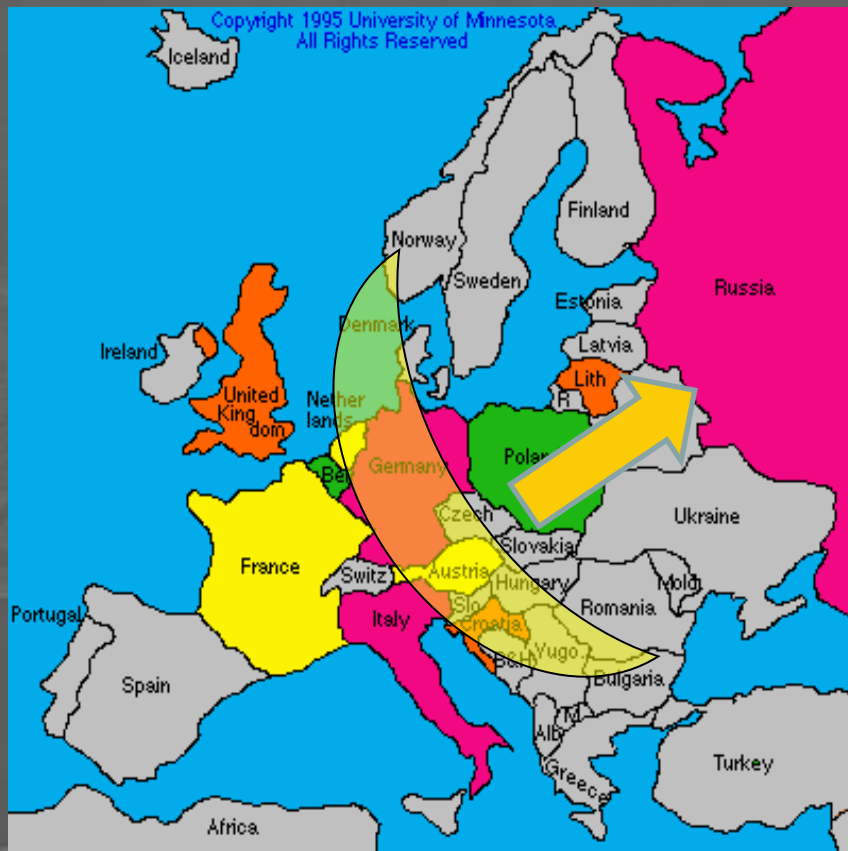 Copyright 1995 University of Minnesota
All Rights Reserved
Iceland
Norway
Finland
Sweden
Russia
Estonia
Denmark
Latvia
Ireland
Lith
R
United
King
dom
Nether
lands
Bel
Germany
Czech
Ukraine
Slovakia
France
Switz
Austria
Hungary
Mold
Romania
Portugal
Italy
Slo
Croatia
B&H
Yugo.
Spain
Bulgaria
M
Alb
Greece
Turkey
Africa